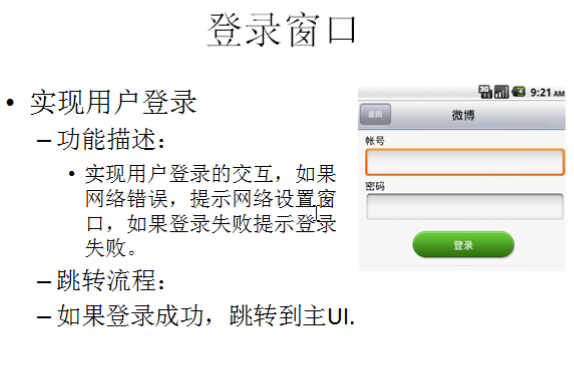 登录窗口
• 实现用户登录
– 功能描述：
• 实现用户登录的交互，如果
网络错误，提示网络设置窗
口，如果登录失败提示登录
失败。
– 跳转流程：
– 如果登录成功，跳转到主UI.
3G
9:21 AM
返回
微博
帐号
密码
登录